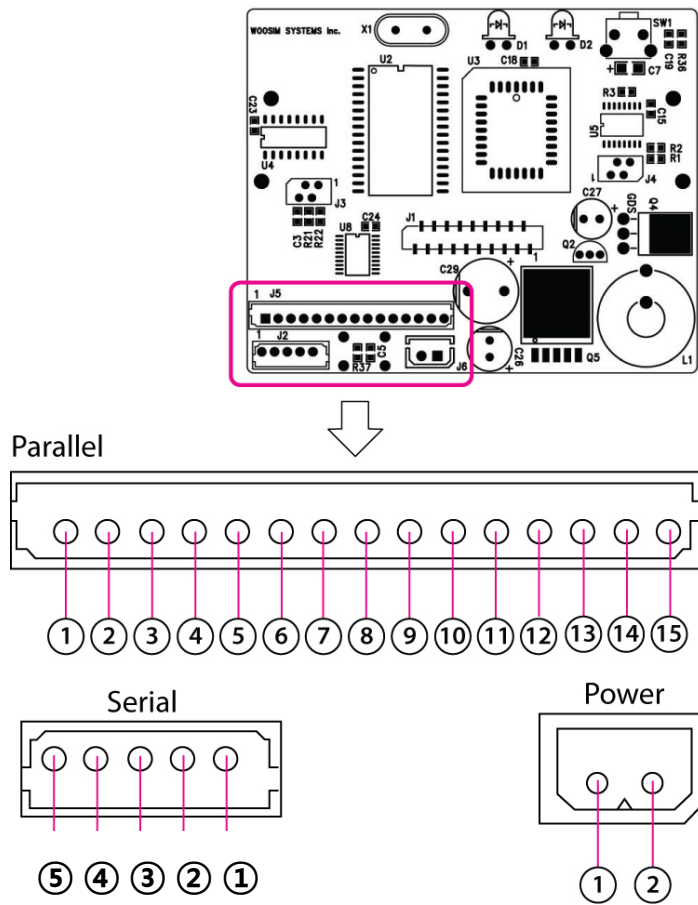 WOOSIM SYSTEMS Inc.
X1
D1
D2
SW1
C19
R36
C7
U2
U3
C18
R3
C15
U5
C23
U4
R2
R1
1
J4
1
J3
C27
+
GDS
Q4
C3
R21
R22
U8
C24
J1
1
Q2
C29
+
1
J5
1
J2
R37
C5
J6
C26
+
Q5
L1
Parallel
1 2 3 4 5 6 7 8 9 10 11 12 13 14 15
Serial
5 4 3 2 1
Power
1 2